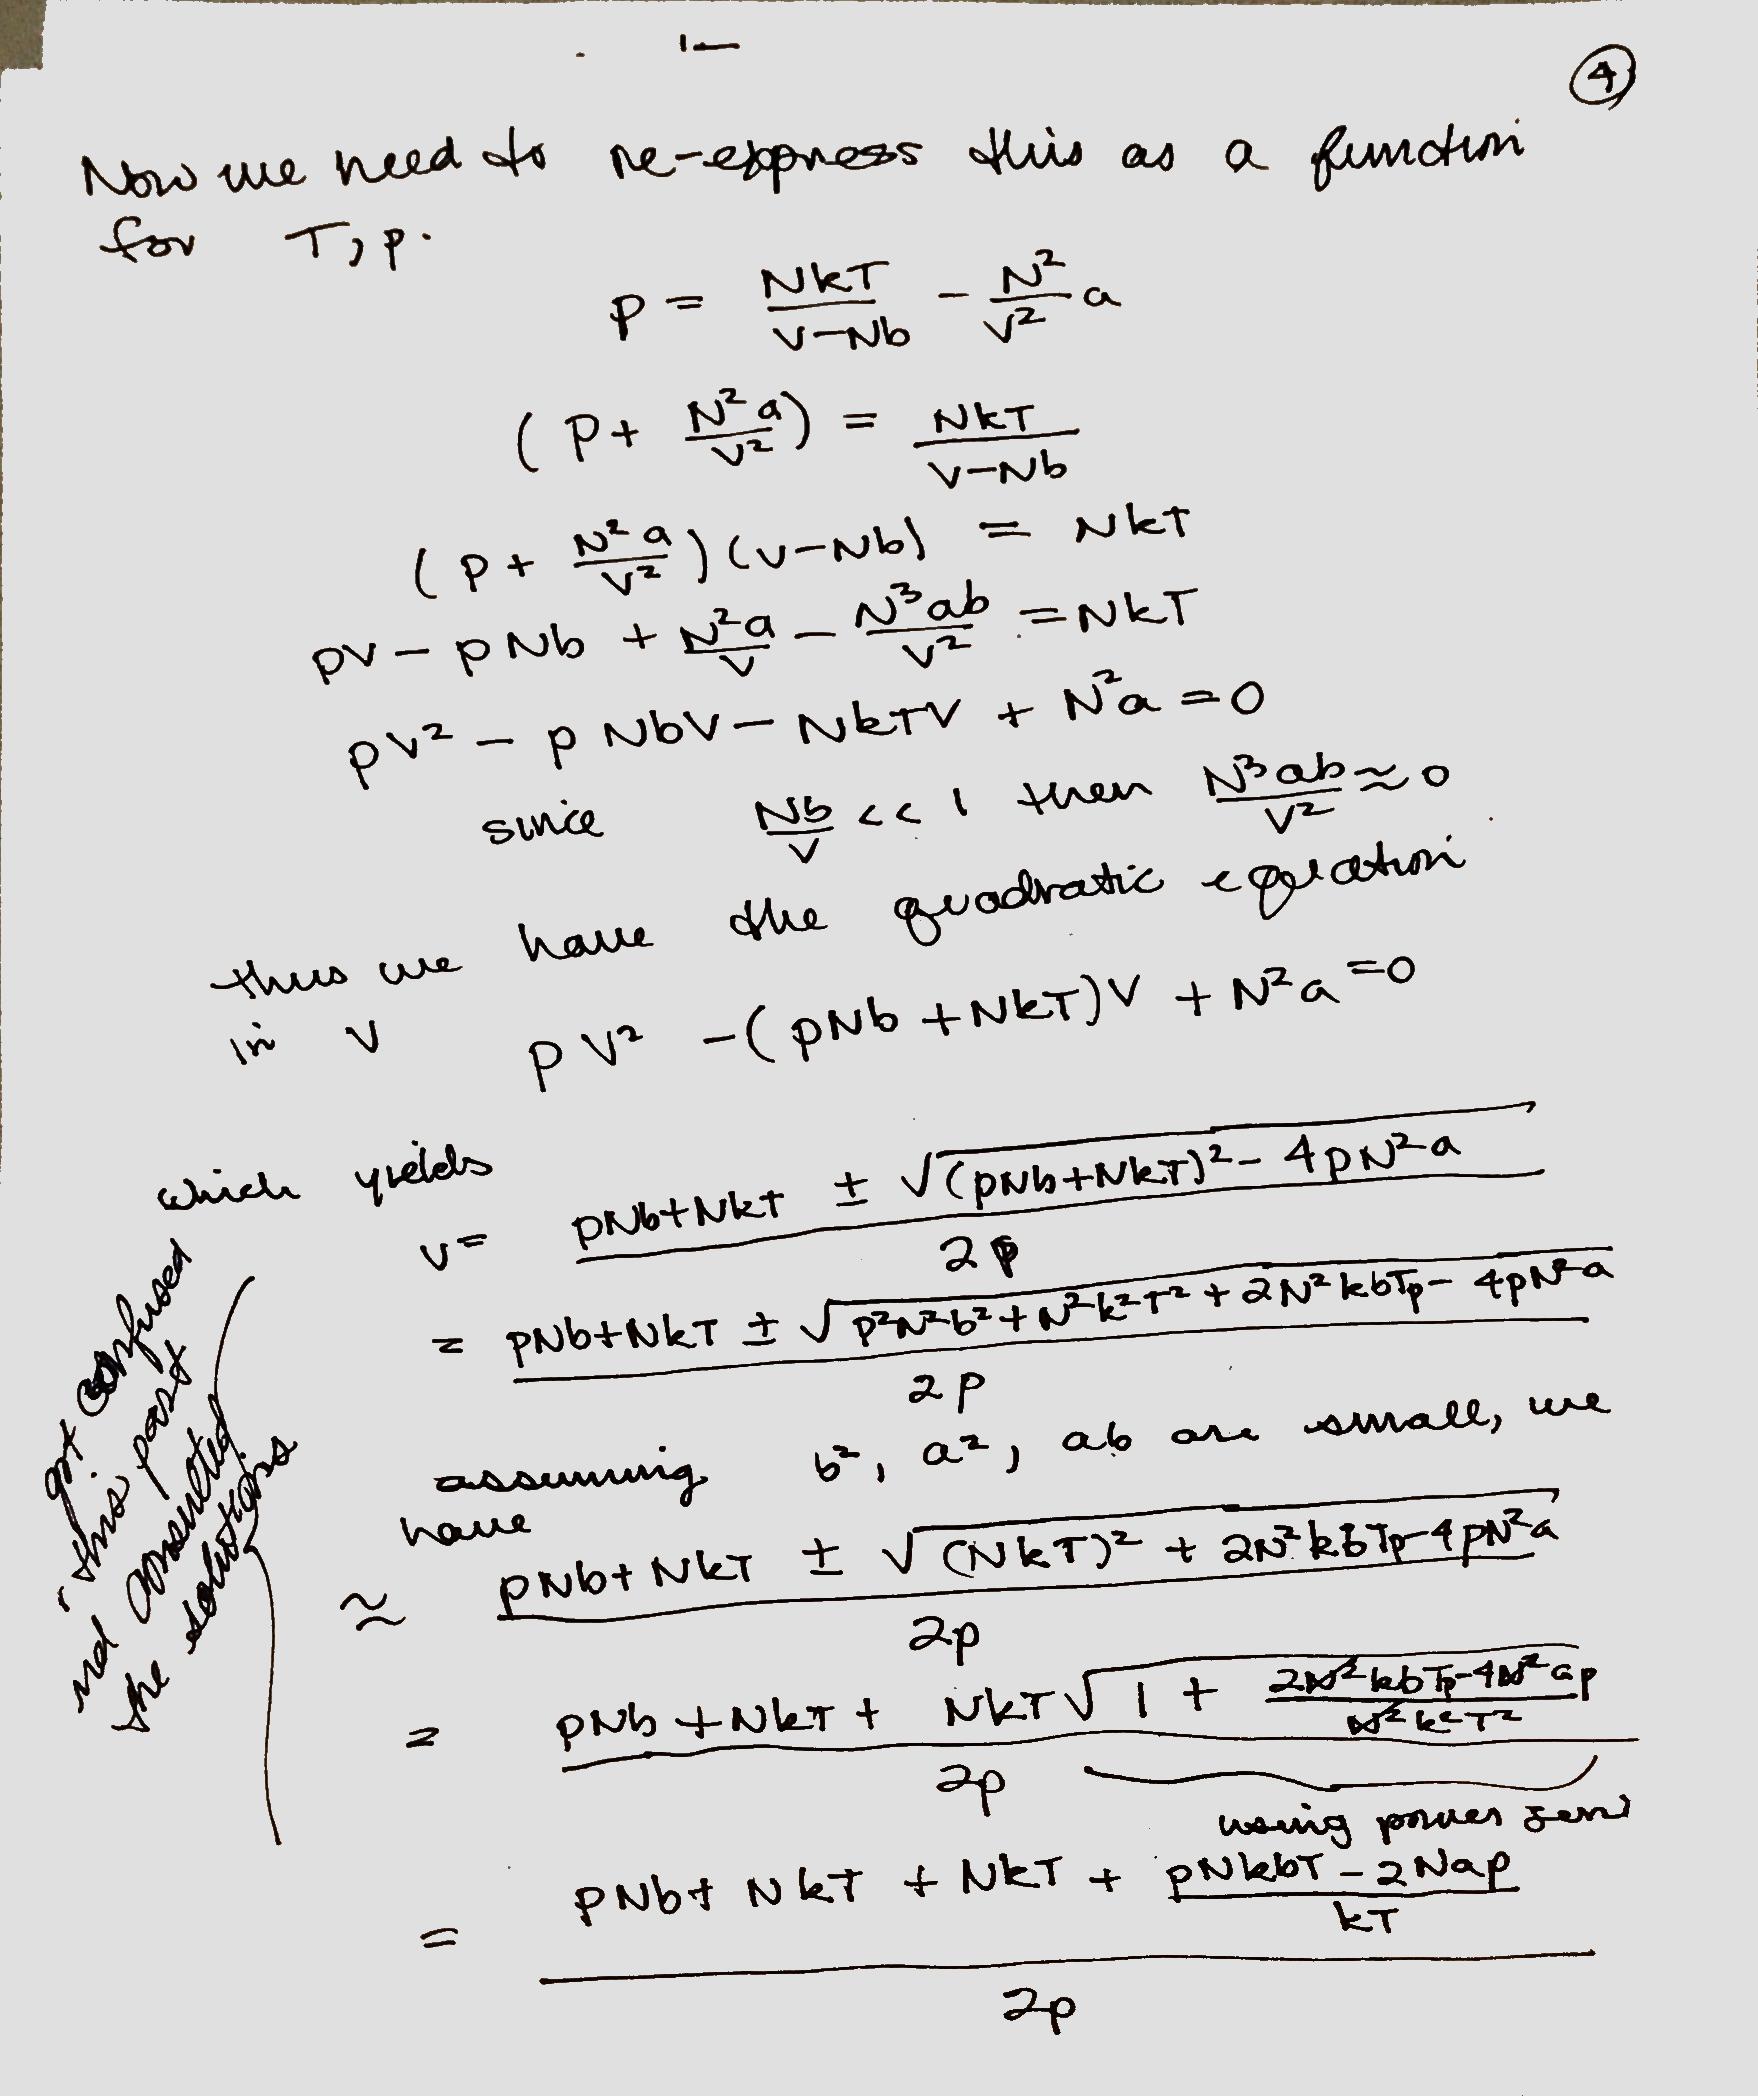 ④
Now we need to re-express this as a function
for T, p.
p = \frac{NkT}{V-Nb} - \frac{N^2}{V^2} a
(p + \frac{N^2 a}{V^2}) = \frac{NkT}{V-Nb}
(p + \frac{N^2 a}{V^2})(V-Nb) = NkT
pV - pNb + \frac{N^2 a}{V} - \frac{N^3 ab}{V^2} = NkT
pV^2 - pNbV - NkTV + N^2 a = 0
since \frac{Nb}{V} << 1 then \frac{N^3 ab}{V^2} ≈ 0
thus we have the quadratic equation
in V pV^2 - (pNb + NkT)V + N^2 a = 0
which yields
V = \frac{pNb + NkT ± \sqrt{(pNb + NkT)^2 - 4pN^2 a}}{2p}
= \frac{pNb + NkT ± \sqrt{p^2N^2b^2 + N^2k^2T^2 + 2N^2kbTp - 4pN^2a}}{2p}
assuming b^2, a^2, ab are small, we
have
≈ \frac{pNb + NkT ± \sqrt{(NkT)^2 + 2N^2kbTp - 4pN^2a}}{2p}
= \frac{pNb + NkT + NkT \sqrt{1 + \frac{2N^2kbTp - 4N^2ap}{N^2k^2T^2}}}{2p}
using power
= \frac{pNb + NkT + NkT + \frac{pNkbT - 2Nap}{kT}}{2p}
got confused
this part
and consulted
the solutions